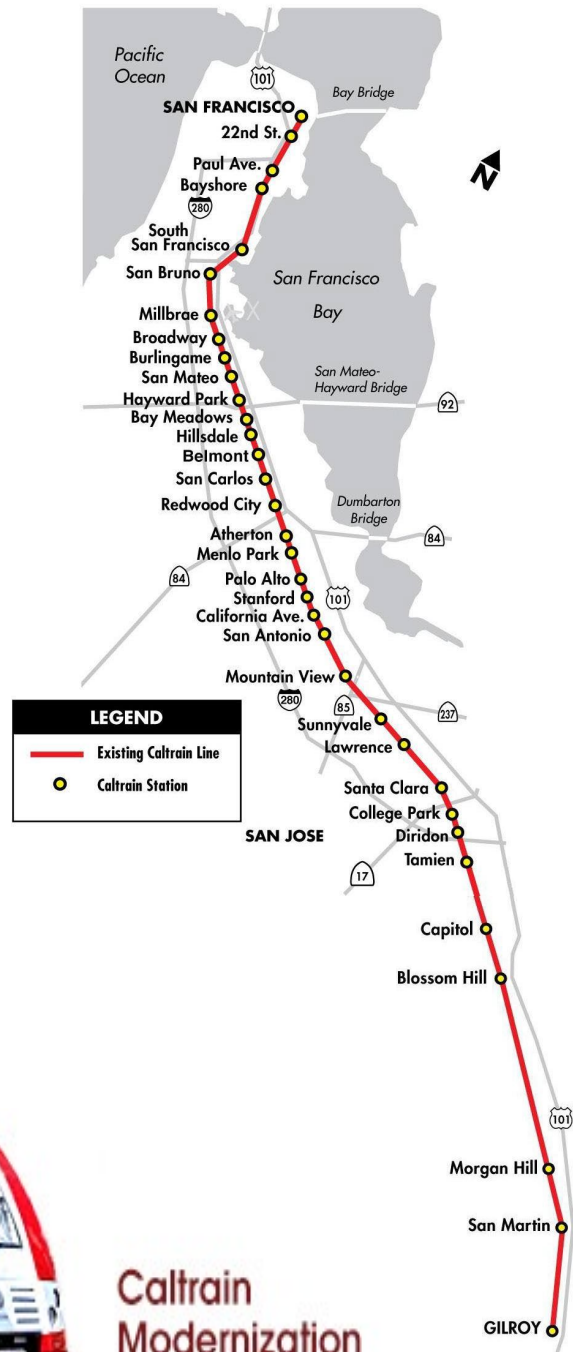 Pacific
Ocean
101
Bay Bridge
SAN FRANCISCO
22nd St.
N
Paul Ave.
Bayshore
280
South
San Francisco
San Bruno
San Francisco
Bay
Millbrae
Broadway
Burlingame
San Mateo
San Mateo-
Hayward Bridge
Hayward Park
92
Bay Meadows
Hillsdale
Belmont
San Carlos
Redwood City
Dumbarton
Bridge
Atherton
84
Menlo Park
84
Palo Alto
Stanford
101
California Ave.
San Antonio
Mountain View
280
85
237
LEGEND
Existing Caltrain Line
Caltrain Station
Sunnyvale
Lawrence
Santa Clara
College Park
SAN JOSE
Diridon
Tamien
17
Capitol
Blossom Hill
101
Morgan Hill
San Martin
GILROY
Caltrain
Modernization